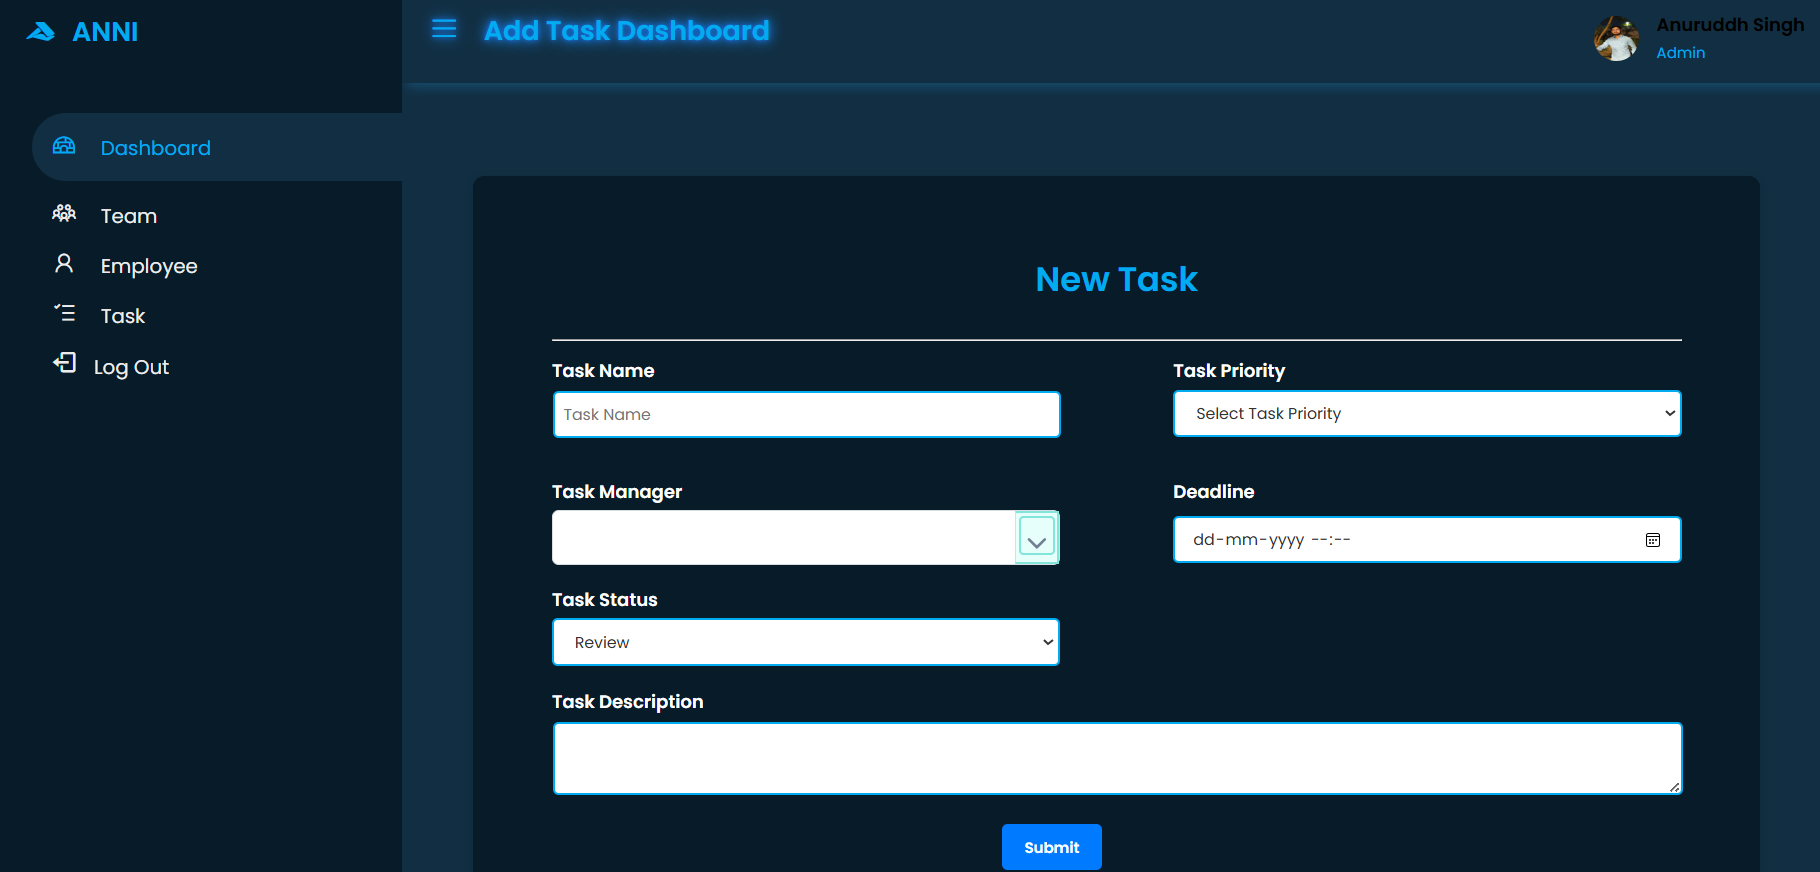 ANNI
Add Task Dashboard
Anuruddh Singh
Admin
Dashboard
Team
Employee
Task
Log Out
New Task
Task Name
Task Name
Task Priority
Select Task Priority
Task Manager
Deadline
dd-mm-yyyy --:--
Task Status
Review
Task Description
Submit